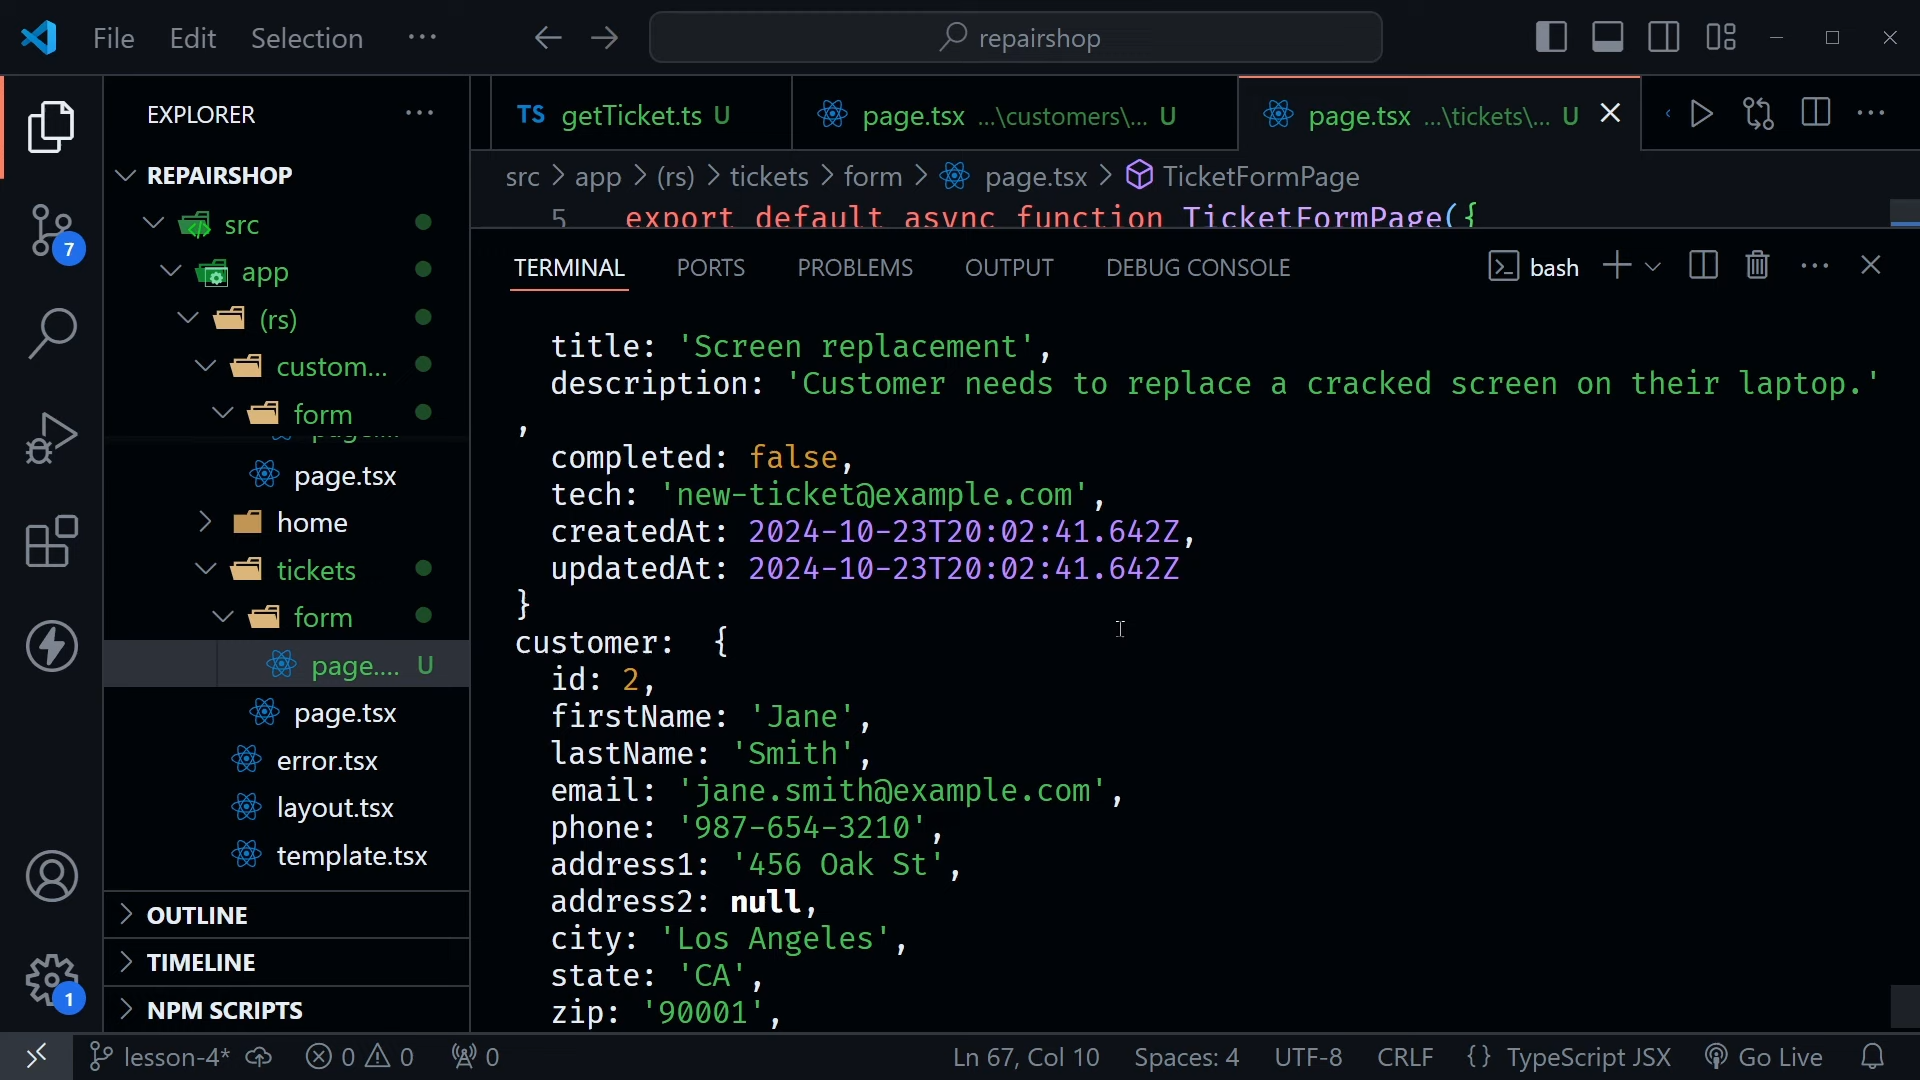 File Edit Selection ··· repairshop
EXPLORER ···
REPAIRSHOP
src
app
(rs)
custom...
form
page.tsx
home
tickets
form
page.... U
page.tsx
error.tsx
layout.tsx
template.tsx
OUTLINE
TIMELINE
NPM SCRIPTS
7
1
TS getTicket.ts U
page.tsx ...\customers\... U
page.tsx ...\tickets\... U
src > app > (rs) > tickets > form > page.tsx > TicketFormPage
5 export default async function TicketFormPage({
TERMINAL PORTS PROBLEMS OUTPUT DEBUG CONSOLE bash
title: 'Screen replacement',
description: 'Customer needs to replace a cracked screen on their laptop.'
,
completed: false,
tech: 'new-ticket@example.com',
createdAt: 2024-10-23T20:02:41.642Z,
updatedAt: 2024-10-23T20:02:41.642Z
}
customer: {
id: 2,
firstName: 'Jane',
lastName: 'Smith',
email: 'jane.smith@example.com',
phone: '987-654-3210',
address1: '456 Oak St',
address2: null,
city: 'Los Angeles',
state: 'CA',
zip: '90001',
lesson-4* 0 0 0 Ln 67, Col 10 Spaces: 4 UTF-8 CRLF {} TypeScript JSX Go Live